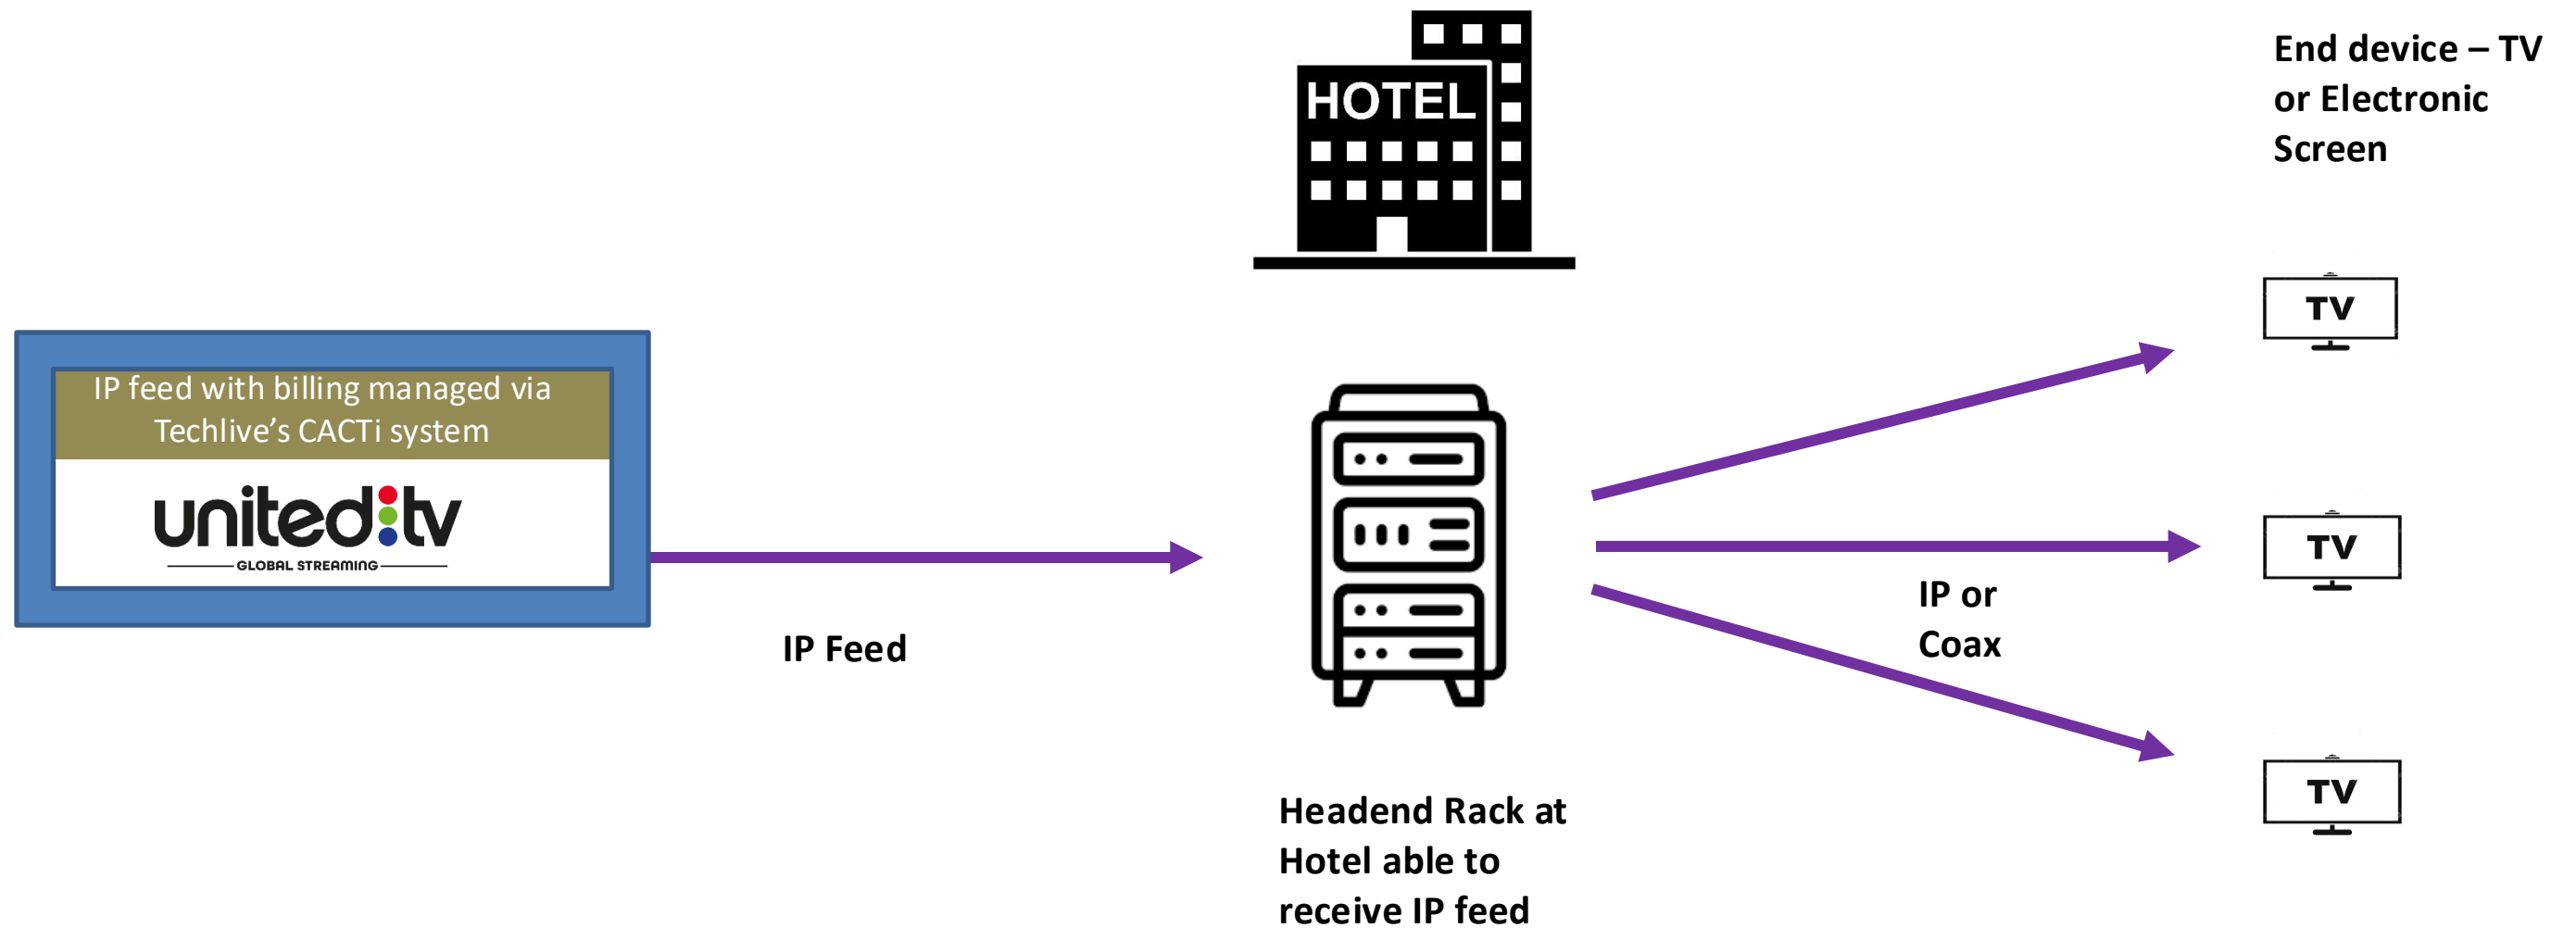 IP feed with billing managed via
Techlive's CACTi system
united:tv
GLOBAL STREAMING
IP Feed
HOTEL
Headend Rack at
Hotel able to
receive IP feed
IP or
Coax
End device – TV
or Electronic
Screen
TV
TV
TV